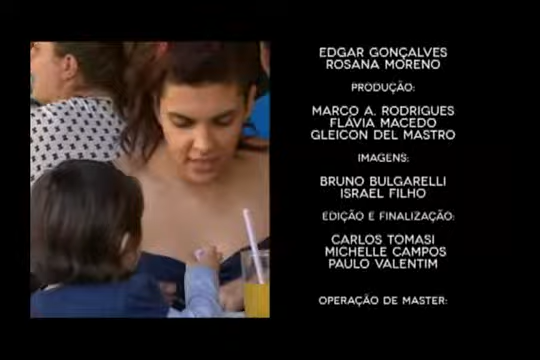 EDGAR GONÇALVES
ROSANA MORENO
PRODUÇÃO:
MARCO A. RODRIGUES
FLÁVIA MACEDO
GLEICON DEL MASTRO
IMAGENS:
BRUNO BULGARELLI
ISRAEL FILHO
EDIÇÃO E FINALIZAÇÃO:
CARLOS TOMASI
MICHELLE CAMPOS
PAULO VALENTIM
OPERAÇÃO DE MASTER: